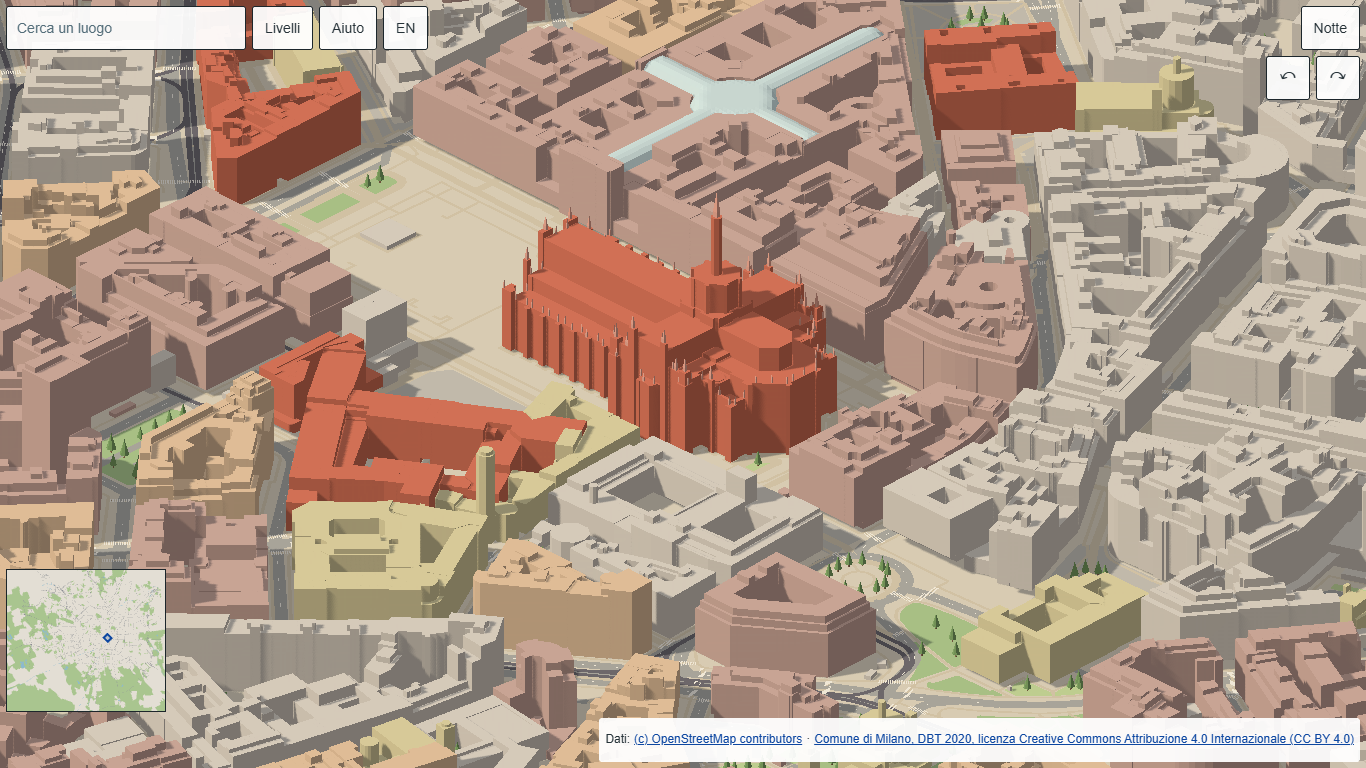 Cerca un luogo
Livelli
Aiuto
EN
Notte
Dati: (c) OpenStreetMap contributors · Comune di Milano, DBT 2020, licenza Creative Commons Attribuzione 4.0 Internazionale (CC BY 4.0)